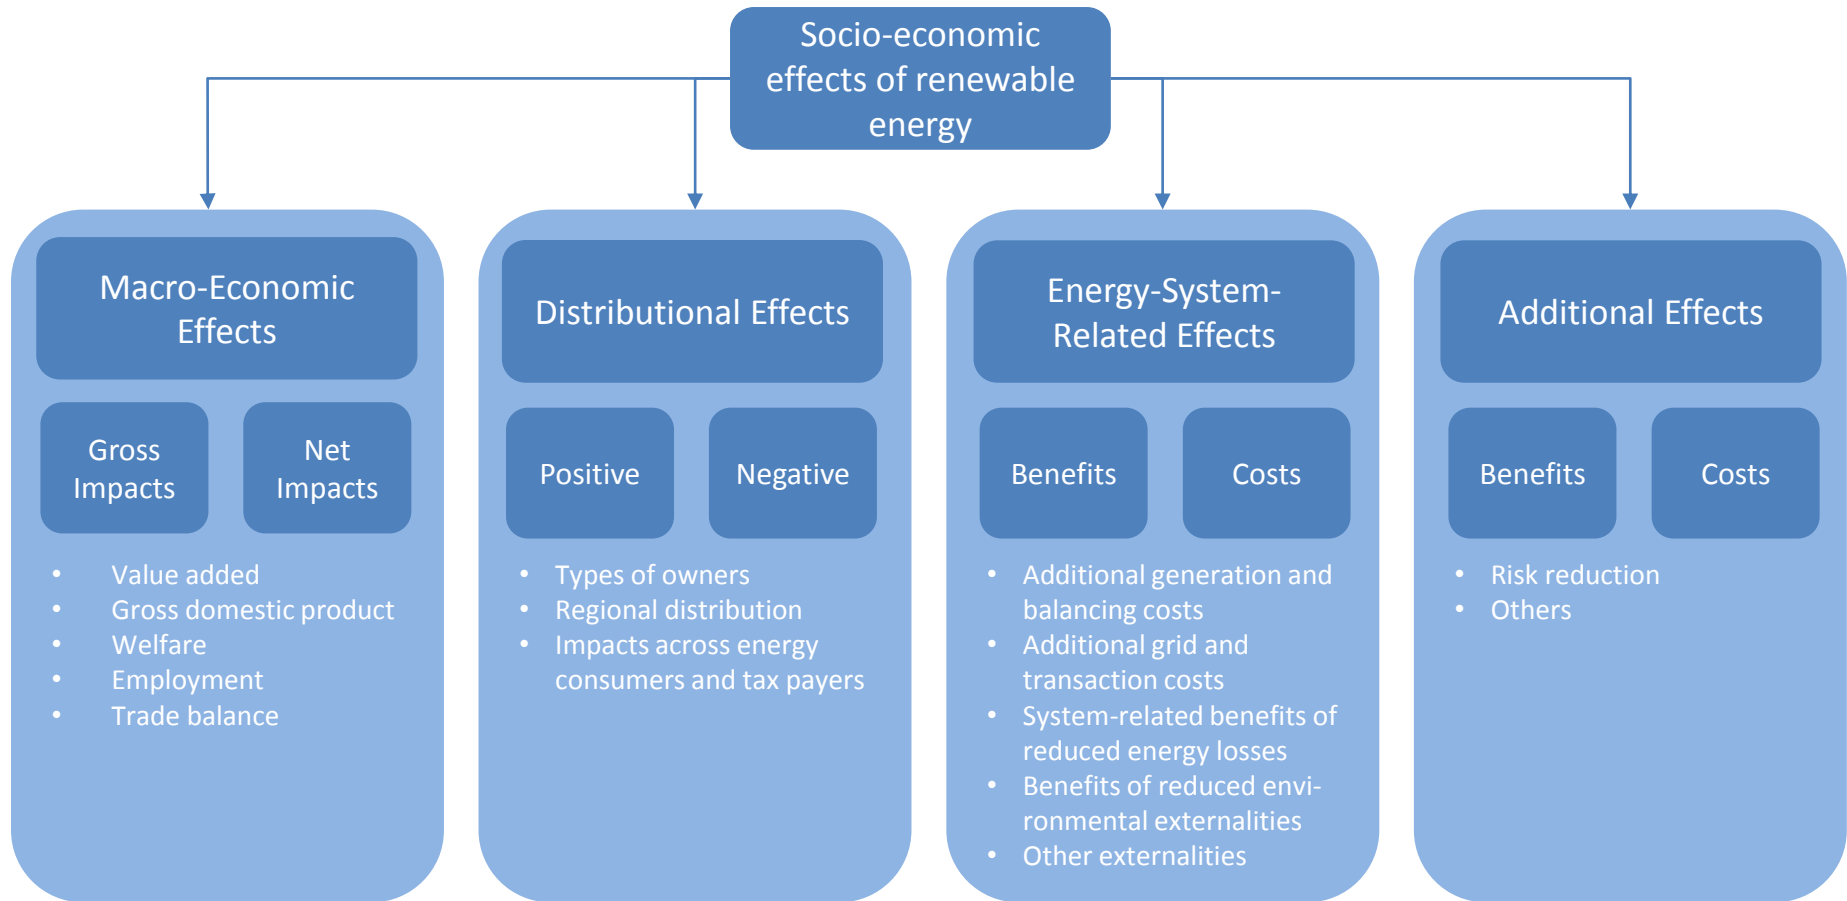 Socio-economic
effects of renewable
energy
Macro-Economic
Effects
Gross
Impacts
Net
Impacts
• Value added
• Gross domestic product
• Welfare
• Employment
• Trade balance
Distributional Effects
Positive
Negative
• Types of owners
• Regional distribution
• Impacts across energy
consumers and tax payers
Energy-System-
Related Effects
Benefits
Costs
• Additional generation and
balancing costs
• Additional grid and
transaction costs
• System-related benefits of
reduced energy losses
• Benefits of reduced envi-
ronmental externalities
• Other externalities
Additional Effects
Benefits
Costs
• Risk reduction
• Others